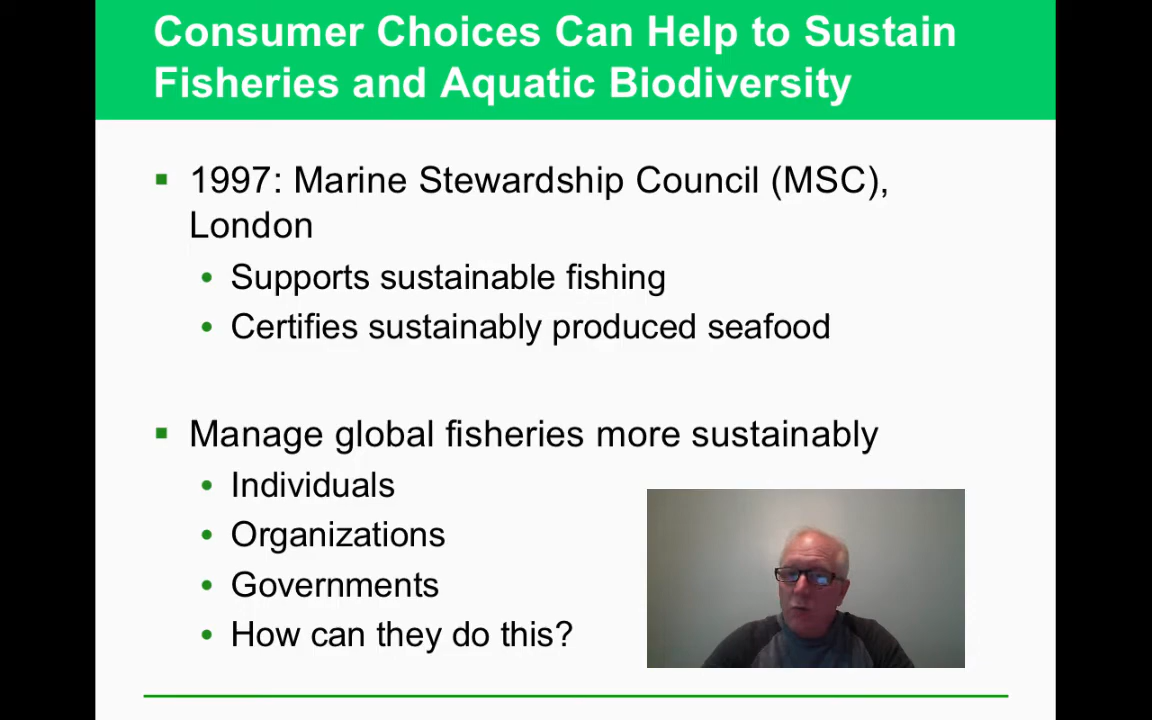 Consumer Choices Can Help to Sustain
Fisheries and Aquatic Biodiversity
1997: Marine Stewardship Council (MSC),
London
Supports sustainable fishing
Certifies sustainably produced seafood
Manage global fisheries more sustainably
Individuals
Organizations
Governments
How can they do this?